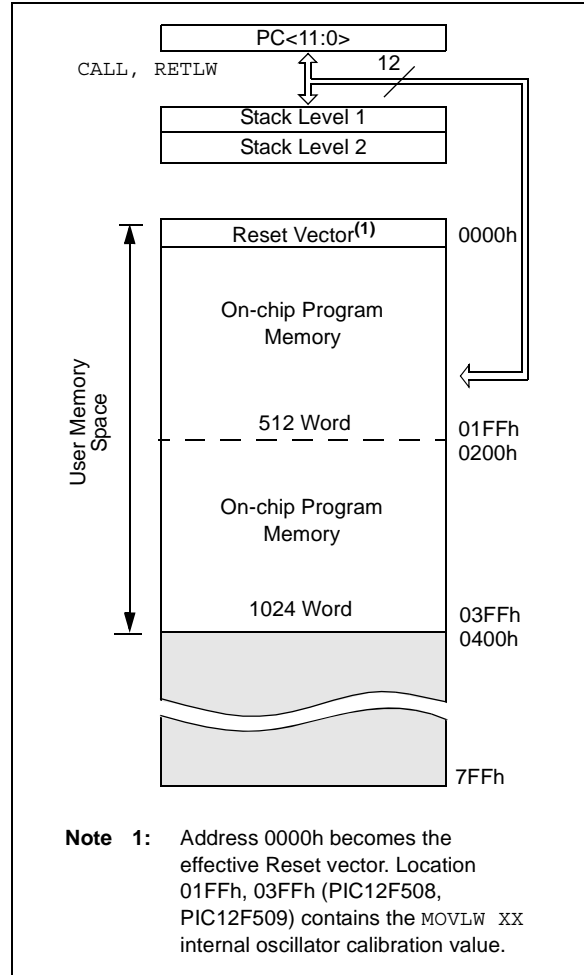 PC<11:0>
CALL, RETLW
12
Stack Level 1
Stack Level 2
Reset Vector(1)
0000h
On-chip Program
Memory
User Memory
Space
512 Word
01FFh
0200h
On-chip Program
Memory
1024 Word
03FFh
0400h
7FFh
Note 1: Address 0000h becomes the
effective Reset vector. Location
01FFh, 03FFh (PIC12F508,
PIC12F509) contains the MOVLW XX
internal oscillator calibration value.